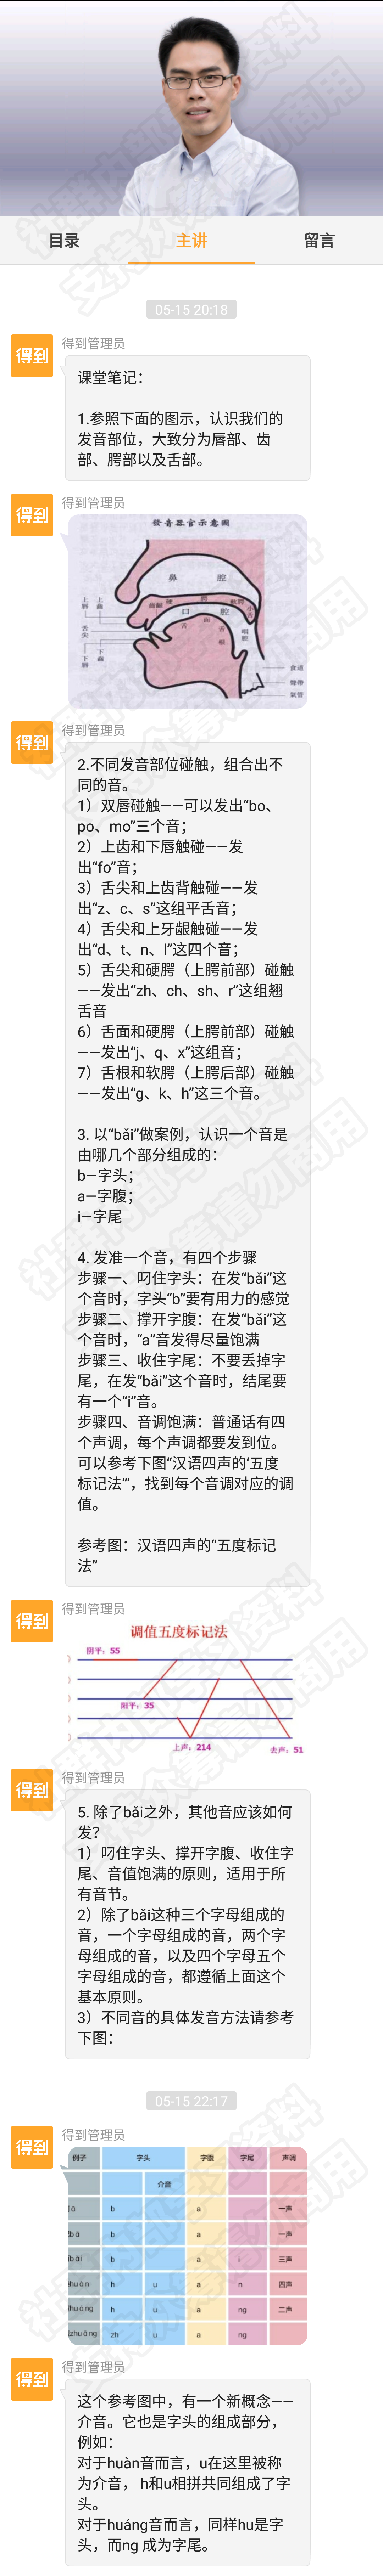 目录
主讲
留言
05-15 20:18
得到
得到管理员
课堂笔记：
1.参照下面的图示，认识我们的
发音部位，大致分为唇部、齿
部、腭部以及舌部。
得到
得到管理员
發音器官示意圖
鼻腔
上唇
上齒
齒齦
硬腭
軟腭
小舌
口腔
舌尖
舌面
舌根
咽腔
下唇
下齒
食道
聲帶
氣管
得到
得到管理员
2.不同发音部位碰触，组合出不
同的音。
1）双唇碰触——可以发出“bo、
po、mo”三个音；
2）上齿和下唇触碰——发
出“fo”音；
3）舌尖和上齿背触碰——发
出“z、c、s”这组平舌音；
4）舌尖和上牙龈触碰——发
出“d、t、n、l”这四个音；
5）舌尖和硬腭（上腭前部）碰触
——发出“zh、ch、sh、r”这组翘
舌音
6）舌面和硬腭（上腭前部）碰触
——发出“j、q、x”这组音；
7）舌根和软腭（上腭后部）碰触
——发出“g、k、h”这三个音。
3. 以“bǎi”做案例，认识一个音是
由哪几个部分组成的：
b—字头；
a—字腹；
i—字尾
4. 发准一个音，有四个步骤
步骤一、叼住字头：在发“bǎi”这
个音时，字头“b”要有用力的感觉
步骤二、撑开字腹：在发“bǎi”这
个音时，“a”音发得尽量饱满
步骤三、收住字尾：不要丢掉字
尾，在发“bǎi”这个音时，结尾要
有一个“i”音。
步骤四、音调饱满：普通话有四
个声调，每个声调都要发到位。
可以参考下图“汉语四声的‘五度
标记法’”，找到每个音调对应的调
值。
参考图：汉语四声的“五度标记
法”
得到
得到管理员
调值五度标记法
阴平：55
阳平：35
上声：214
去声：51
得到
得到管理员
5. 除了bǎi之外，其他音应该如何
发？
1）叼住字头、撑开字腹、收住字
尾、音值饱满的原则，适用于所
有音节。
2）除了bǎi这种三个字母组成的
音，一个字母组成的音，两个字
母组成的音，以及四个字母五个
字母组成的音，都遵循上面这个
基本原则。
3）不同音的具体发音方法请参考
下图：
05-15 22:17
得到
得到管理员
例子 字头 字腹 字尾 声调
介音
ā b a 一声
bā b a 一声
bǎi b a i 三声
huàn h u a n 四声
huáng h u a ng 二声
zhuāng zh u a ng
得到
得到管理员
这个参考图中，有一个新概念——
介音。它也是字头的组成部分，
例如：
对于huàn音而言，u在这里被称
为介音， h和u相拼共同组成了字
头。
对于huáng音而言，同样hu是字
头，而ng 成为字尾。